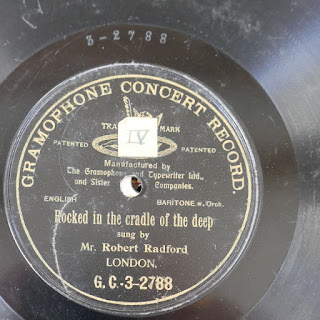 3-2788
GRAMOPHONE CONCERT RECORD.
TRADE MARK
IV
PATENTED PATENTED
Manufactured by
The Gramophone and Typewriter Ltd.,
and Sister Companies.
ENGLISH BARITONE w./Orch.
Rocked in the cradle of the deep
sung by
Mr. Robert Radford
LONDON,
G.C.-3-2788